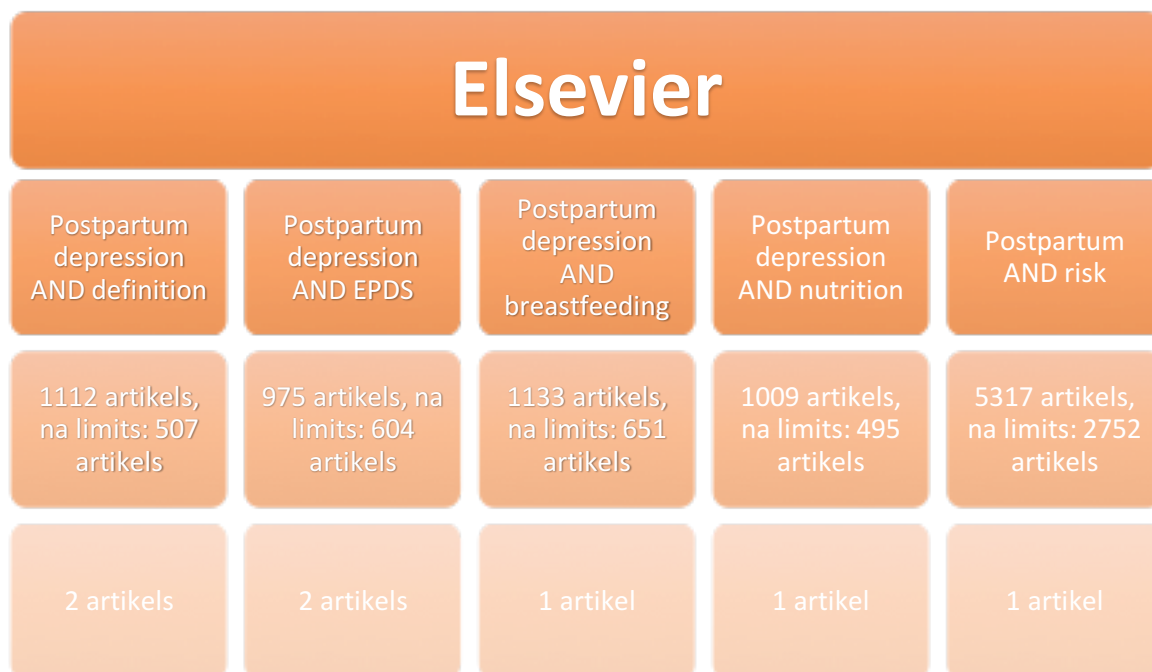 Elsevier
Postpartum
depression
AND definition
Postpartum
depression
AND EPDS
Postpartum
depression
AND
breastfeeding
Postpartum
depression
AND nutrition
Postpartum
AND risk
1112 artikels,
na limits: 507
artikels
975 artikels, na
limits: 604
artikels
1133 artikels,
na limits: 651
artikels
1009 artikels,
na limits: 495
artikels
5317 artikels,
na limits: 2752
artikels
2 artikels
2 artikels
1 artikel
1 artikel
1 artikel